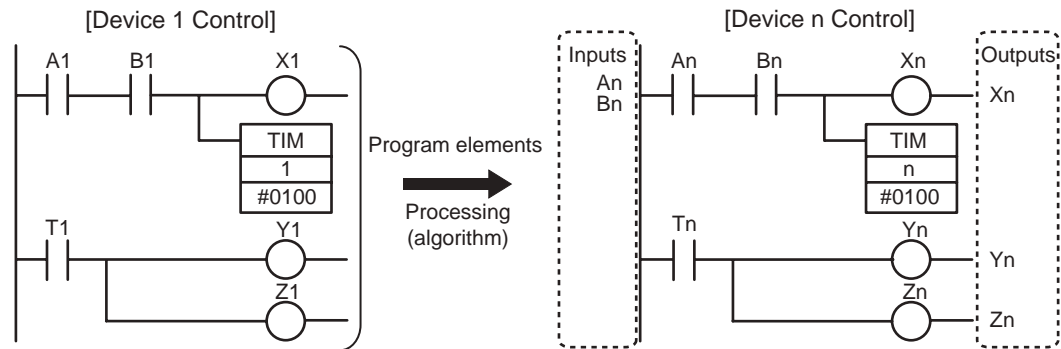 [Device 1 Control]
A1 B1 X1
TIM
1
#0100
T1 Y1
Z1
Program elements
Processing
(algorithm)
[Device n Control]
Inputs
An
Bn
An Bn Xn
TIM
n
#0100
Tn Yn
Zn
Outputs
Xn
Yn
Zn